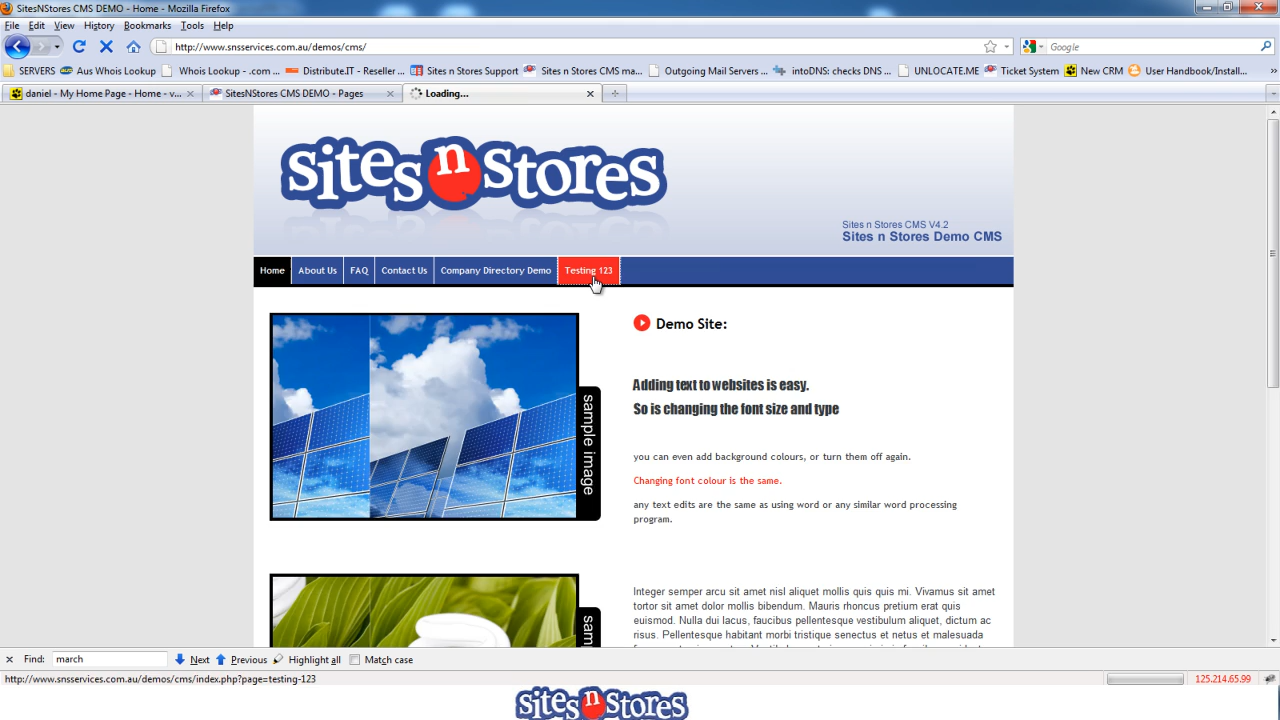 SitesNStores CMS DEMO - Home - Mozilla Firefox
File Edit View History Bookmarks Tools Help
http://www.snsservices.com.au/demos/cms/
Google
SERVERS Aus Whois Lookup Whois Lookup - .com ... Distribute.IT - Reseller ... Sites n Stores Support Sites n Stores CMS ma... Outgoing Mail Servers ... intoDNS: checks DNS ... UNLOCATE.ME Ticket System New CRM User Handbook/Install... »
daniel - My Home Page - Home - v... SitesNStores CMS DEMO - Pages Loading...
sites n stores
Sites n Stores CMS V4.2
Sites n Stores Demo CMS
Home About Us FAQ Contact Us Company Directory Demo Testing 123
Demo Site:
Adding text to websites is easy.
So is changing the font size and type
sample image
you can even add background colours, or turn them off again.
Changing font colour is the same.
any text edits are the same as using word or any similar word processing
program.
Integer semper arcu sit amet nisl aliquet mollis quis quis mi. Vivamus sit amet
tortor sit amet dolor mollis bibendum. Mauris rhoncus pretium erat quis
euismod. Nulla dui lacus, faucibus pellentesque vestibulum aliquet, dictum ac
risus. Pellentesque habitant morbi tristique senectus et netus et malesuada
sam
Find: march Next Previous Highlight all Match case
http://www.snsservices.com.au/demos/cms/index.php?page=testing-123
125.214.65.99
sites n stores